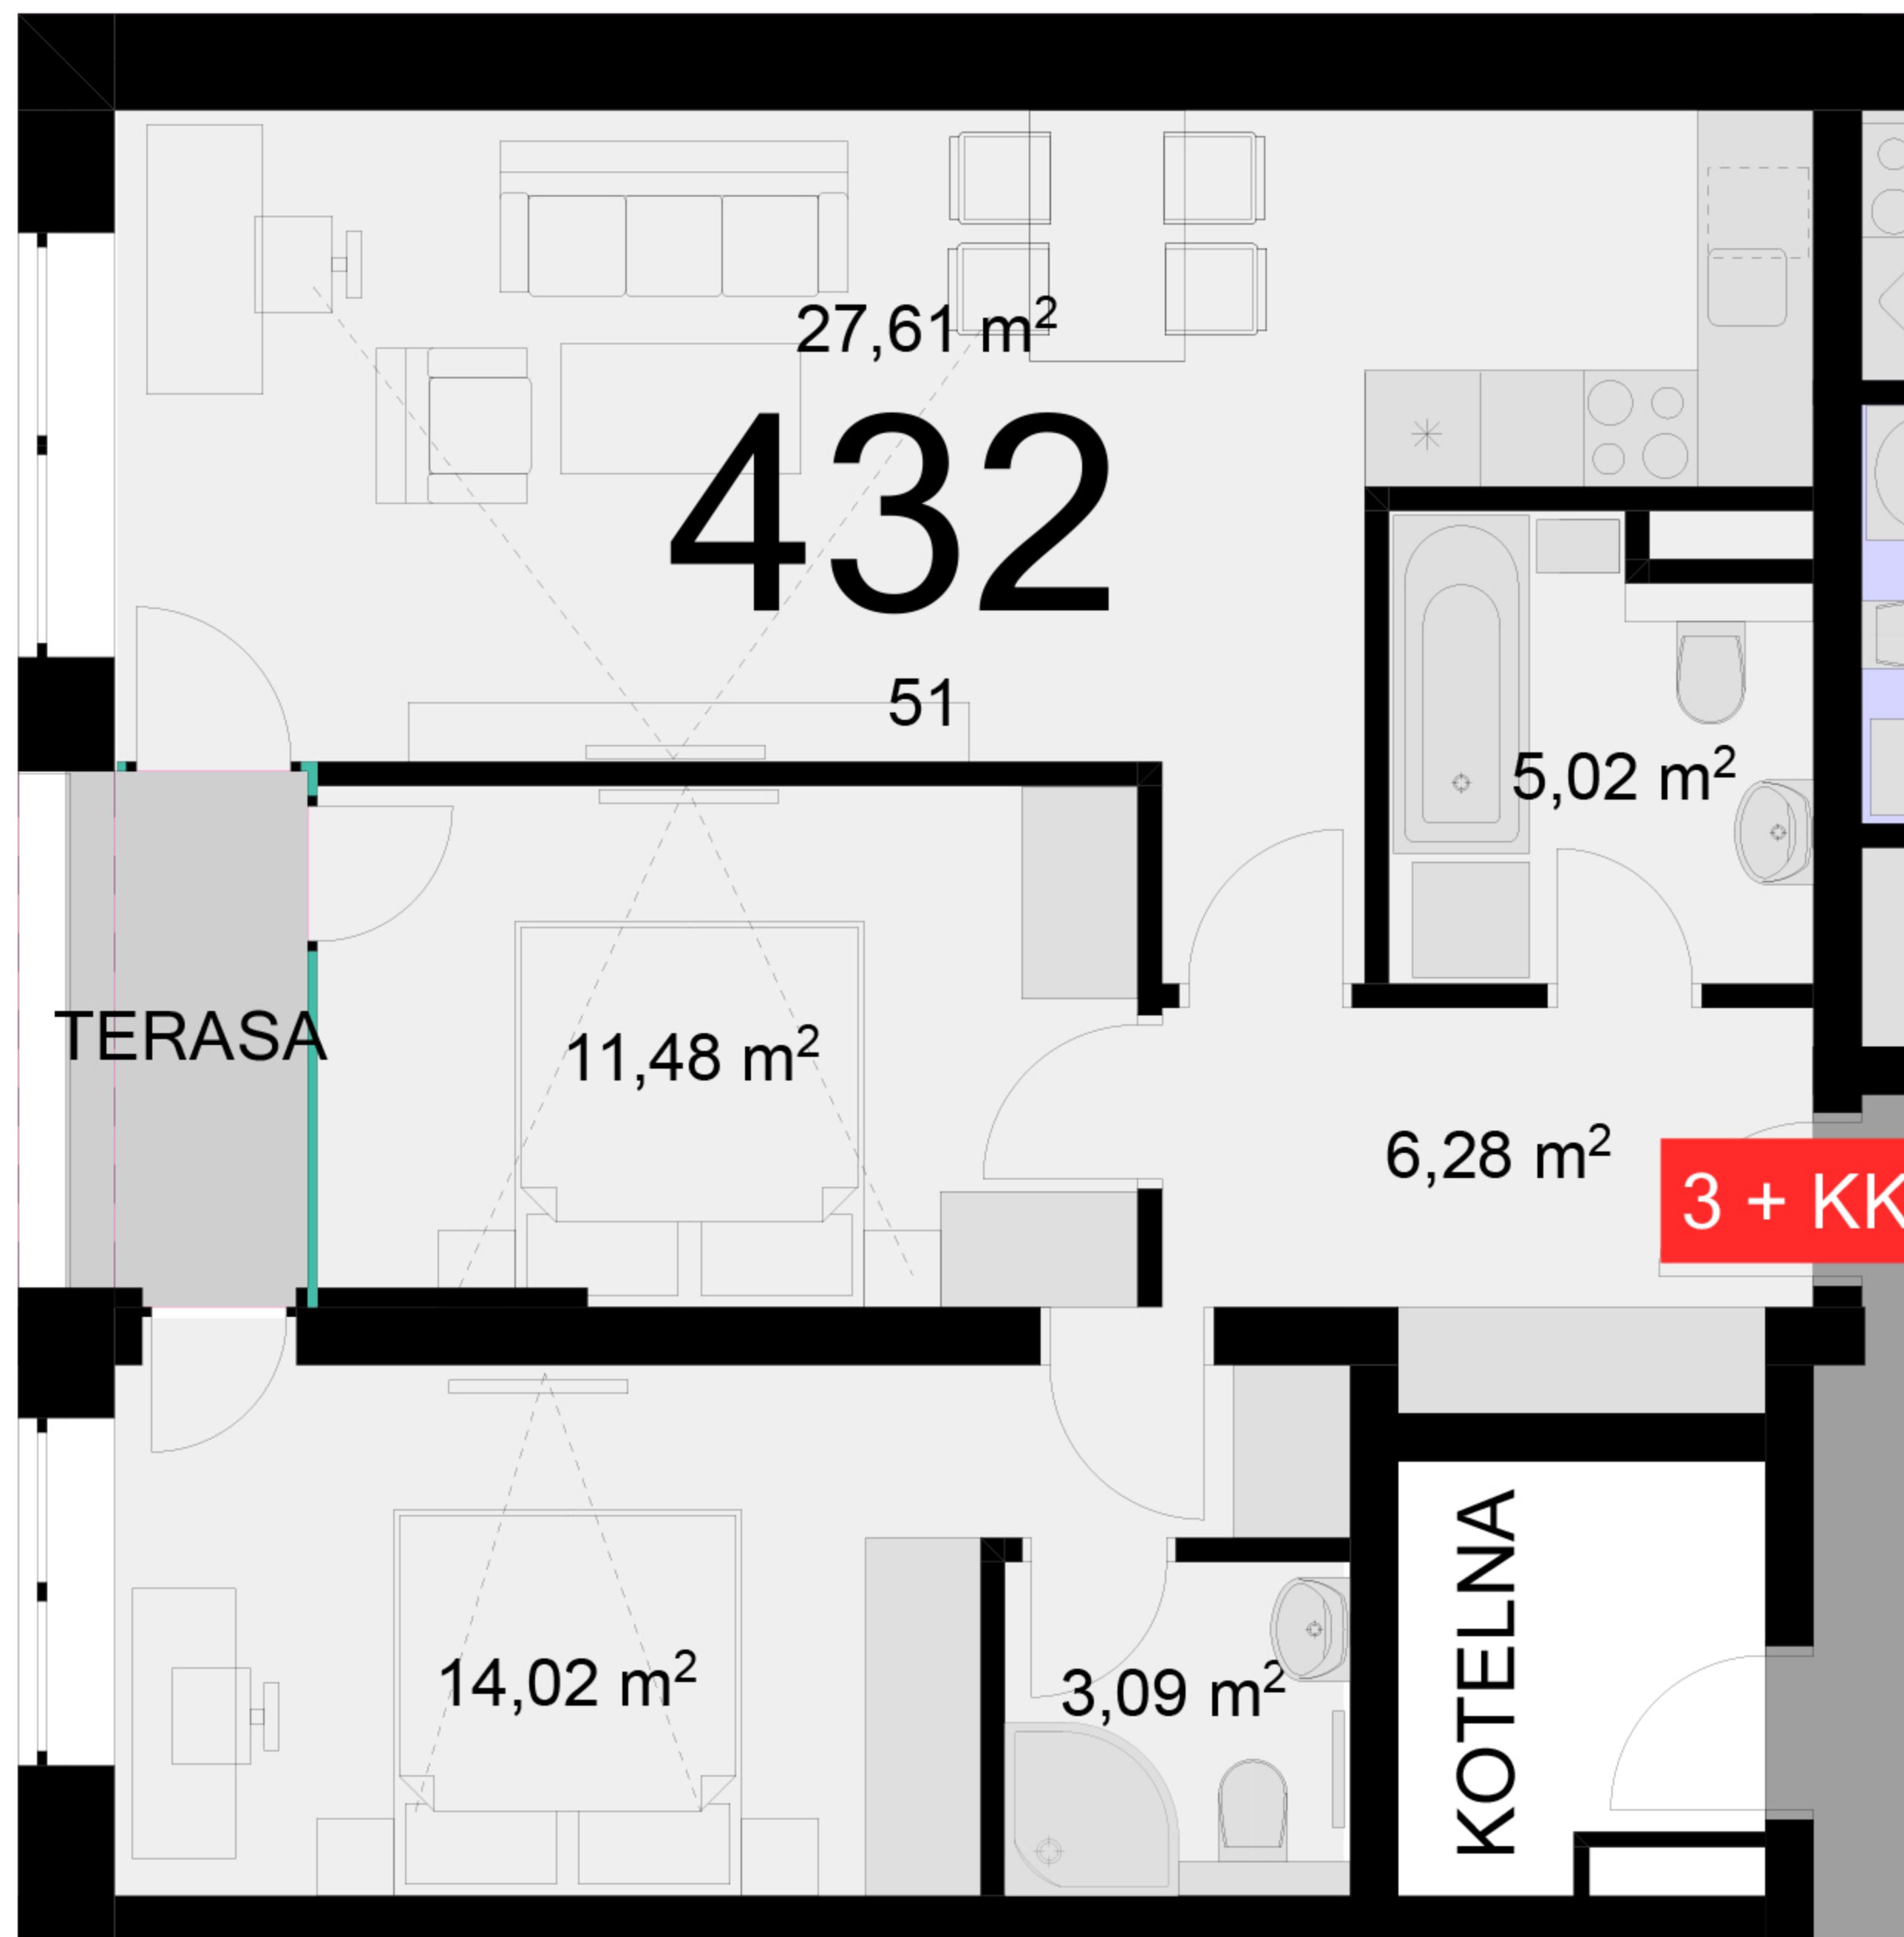 27,61 m²
432
51
5,02 m²
TERASA
11,48 m²
6,28 m²
3 + KK
14,02 m²
3,09 m²
KOTELNA